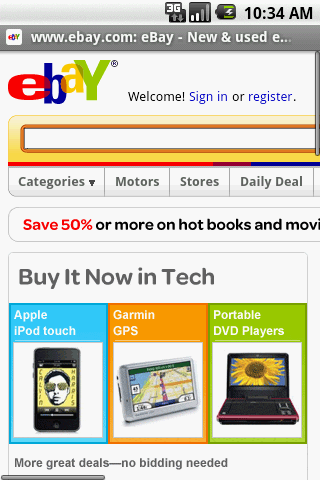 3G 10:34 AM
www.ebay.com: eBay - New & used e...
ebaY®
Welcome! Sign in or register.
Categories Motors Stores Daily Deal
Save 50% or more on hot books and movi
Buy It Now in Tech
Apple iPod touch
Garmin GPS
Portable DVD Players
More great deals—no bidding needed